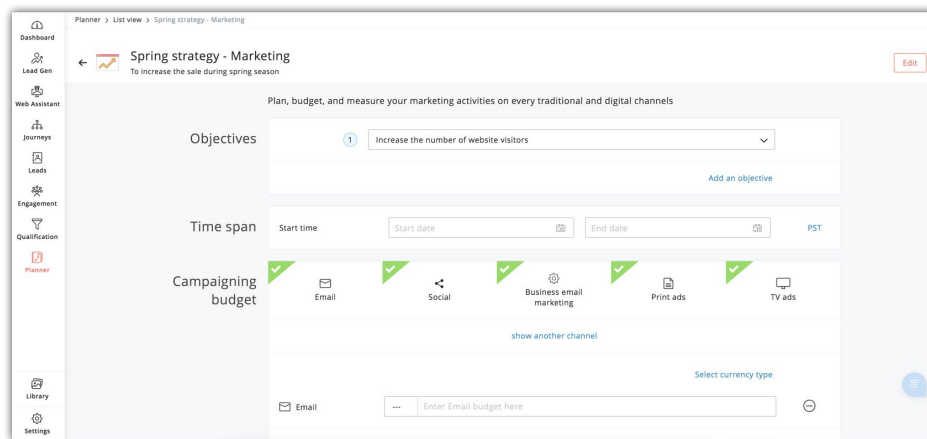 Planner > List view > Spring strategy - Marketing
Dashboard
Lead Gen
Web Assistant
Journeys
Leads
Engagement
Qualification
Planner
Library
Settings
Spring strategy - Marketing
To increase the sale during spring season
Edit
Plan, budget, and measure your marketing activities on every traditional and digital channels
Objectives
1 Increase the number of website visitors
Add an objective
Time span
Start time Start date End date PST
Campaigning
budget
Email
Social
Business email
marketing
Print ads
TV ads
show another channel
Select currency type
Email --- Enter Email budget here